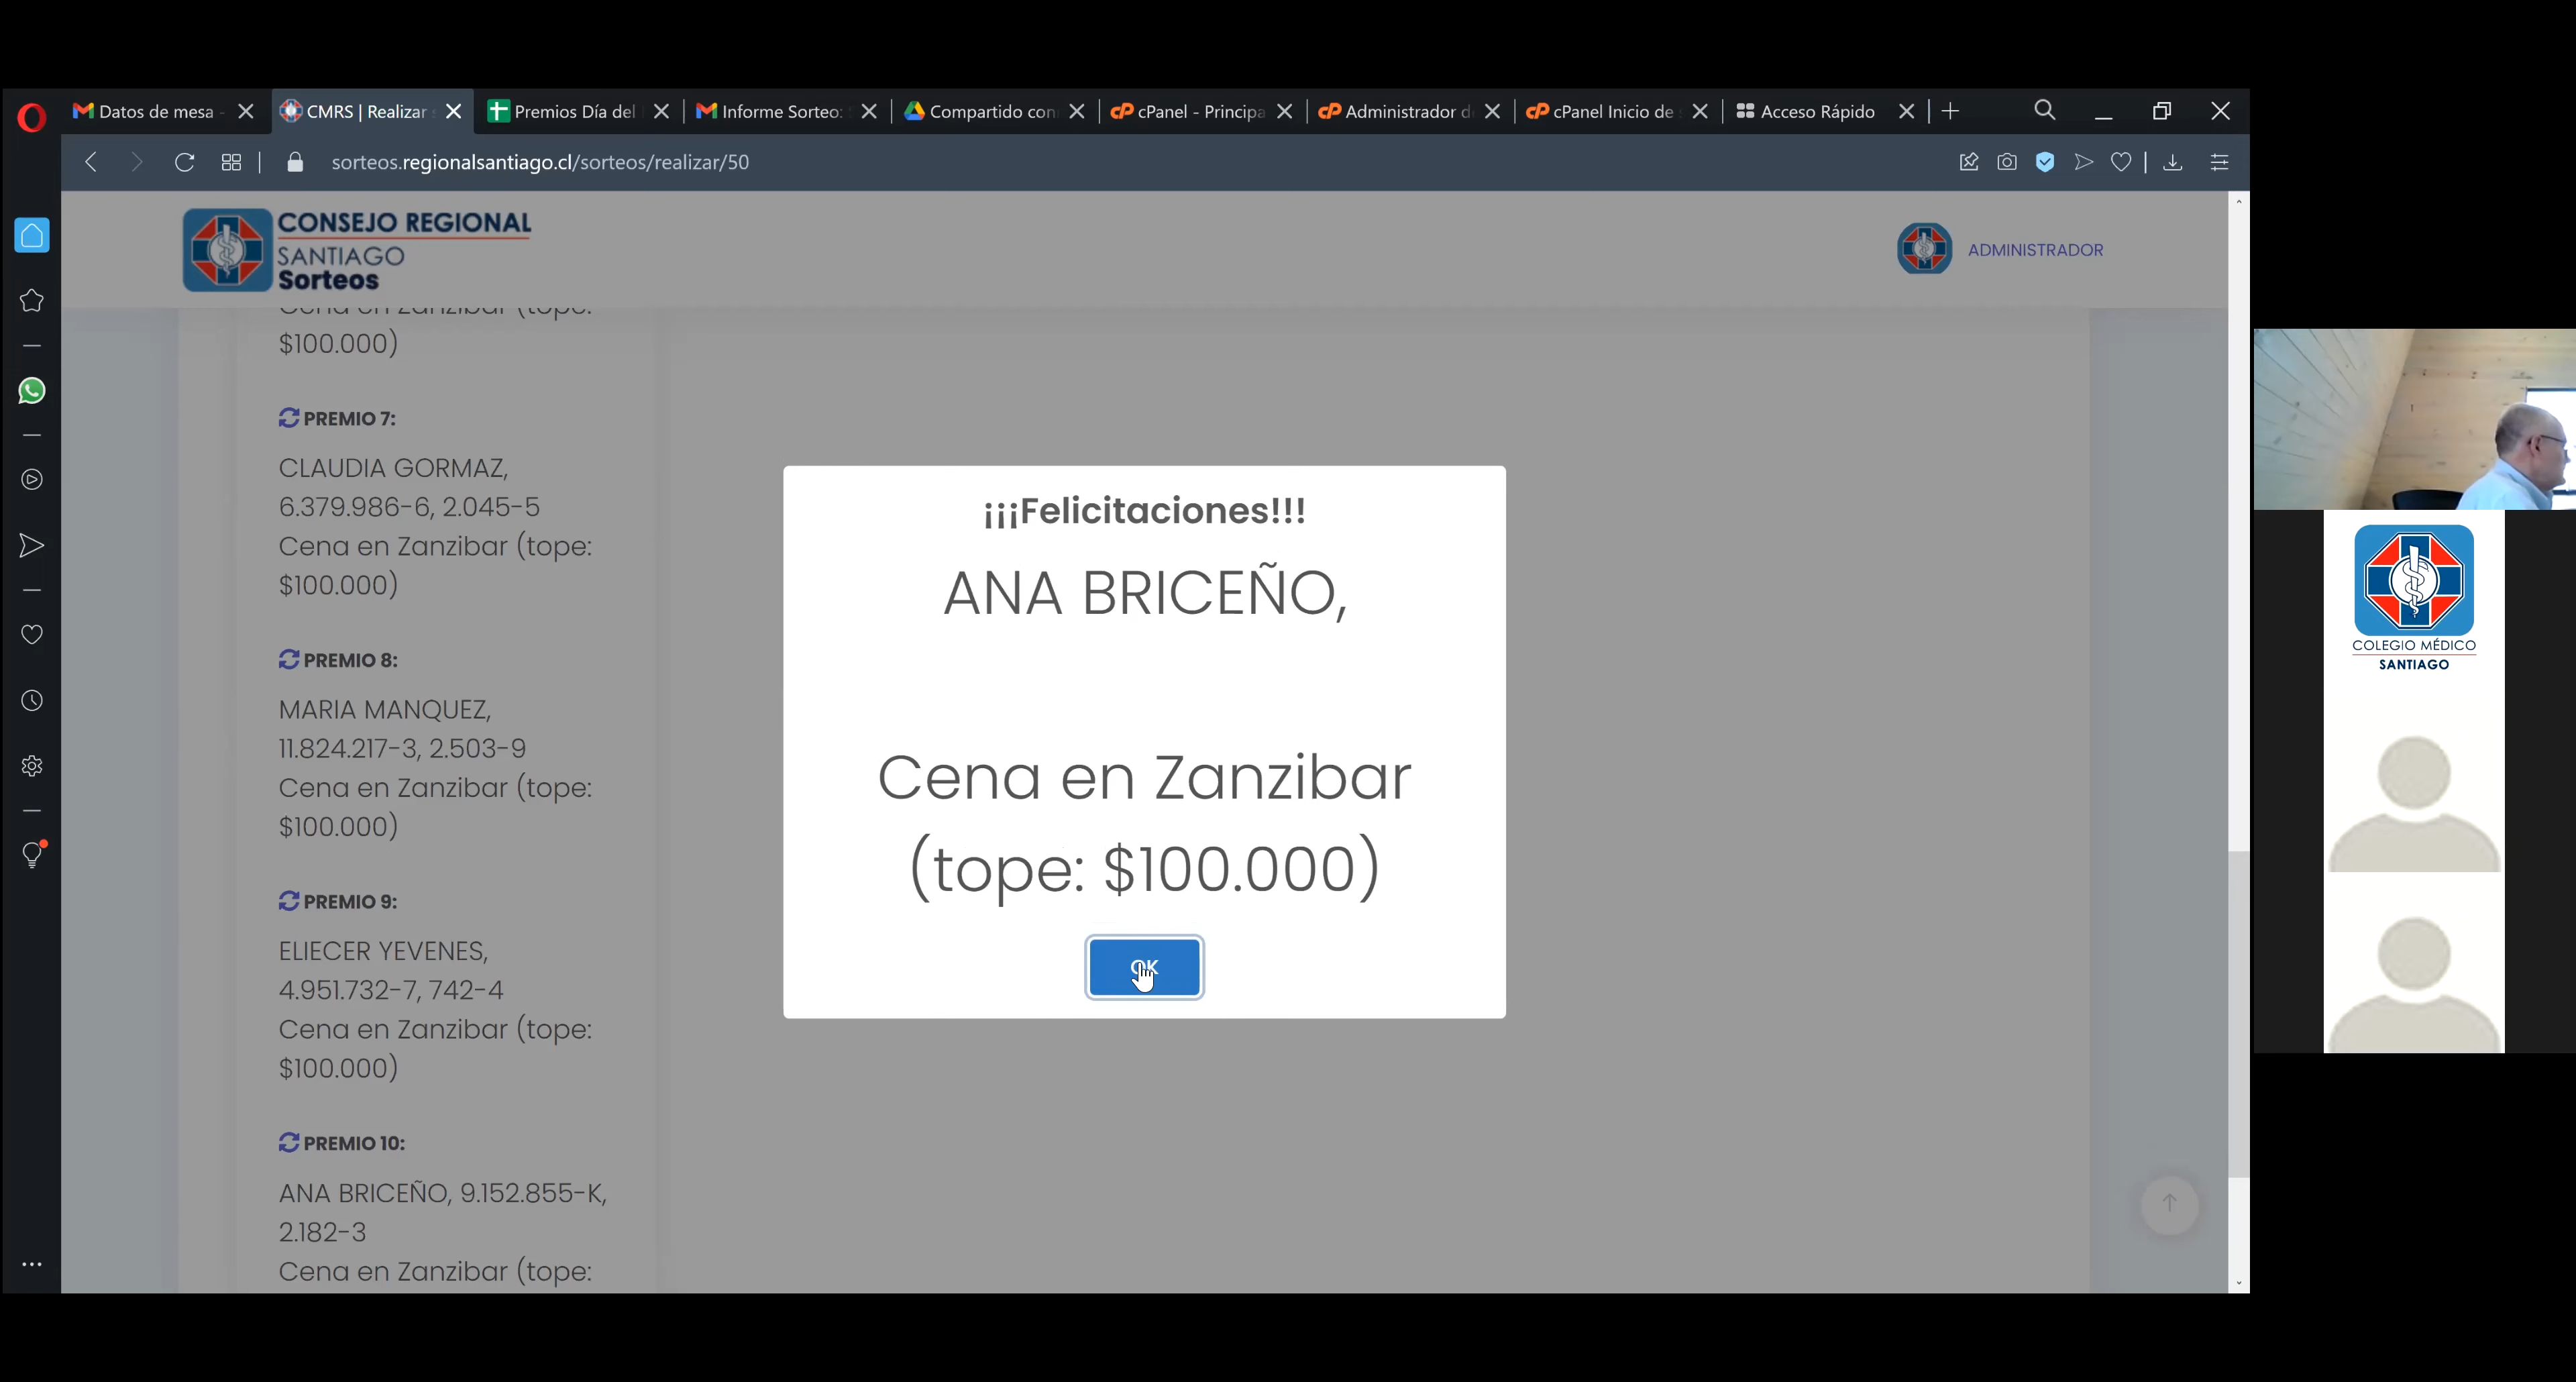 Datos de mesa -
CMRS | Realizar s
Premios Día del
Informe Sorteo:
Compartido con
cPanel - Principa
Administrador d
cPanel Inicio de
Acceso Rápido
sorteos.regionalsantiago.cl/sorteos/realizar/50
CONSEJO REGIONAL
SANTIAGO
Sorteos
ADMINISTRADOR
Cena en Zanzibar (tope:
$100.000)
PREMIO 7:
CLAUDIA GORMAZ,
6.379.986-6, 2.045-5
Cena en Zanzibar (tope:
$100.000)
PREMIO 8:
MARIA MANQUEZ,
11.824.217-3, 2.503-9
Cena en Zanzibar (tope:
$100.000)
PREMIO 9:
ELIECER YEVENES,
4.951.732-7, 742-4
Cena en Zanzibar (tope:
$100.000)
PREMIO 10:
ANA BRICEÑO, 9.152.855-K,
2.182-3
Cena en Zanzibar (tope:
¡¡¡Felicitaciones!!!
ANA BRICEÑO,
Cena en Zanzibar
(tope: $100.000)
OK
COLEGIO MÉDICO
SANTIAGO